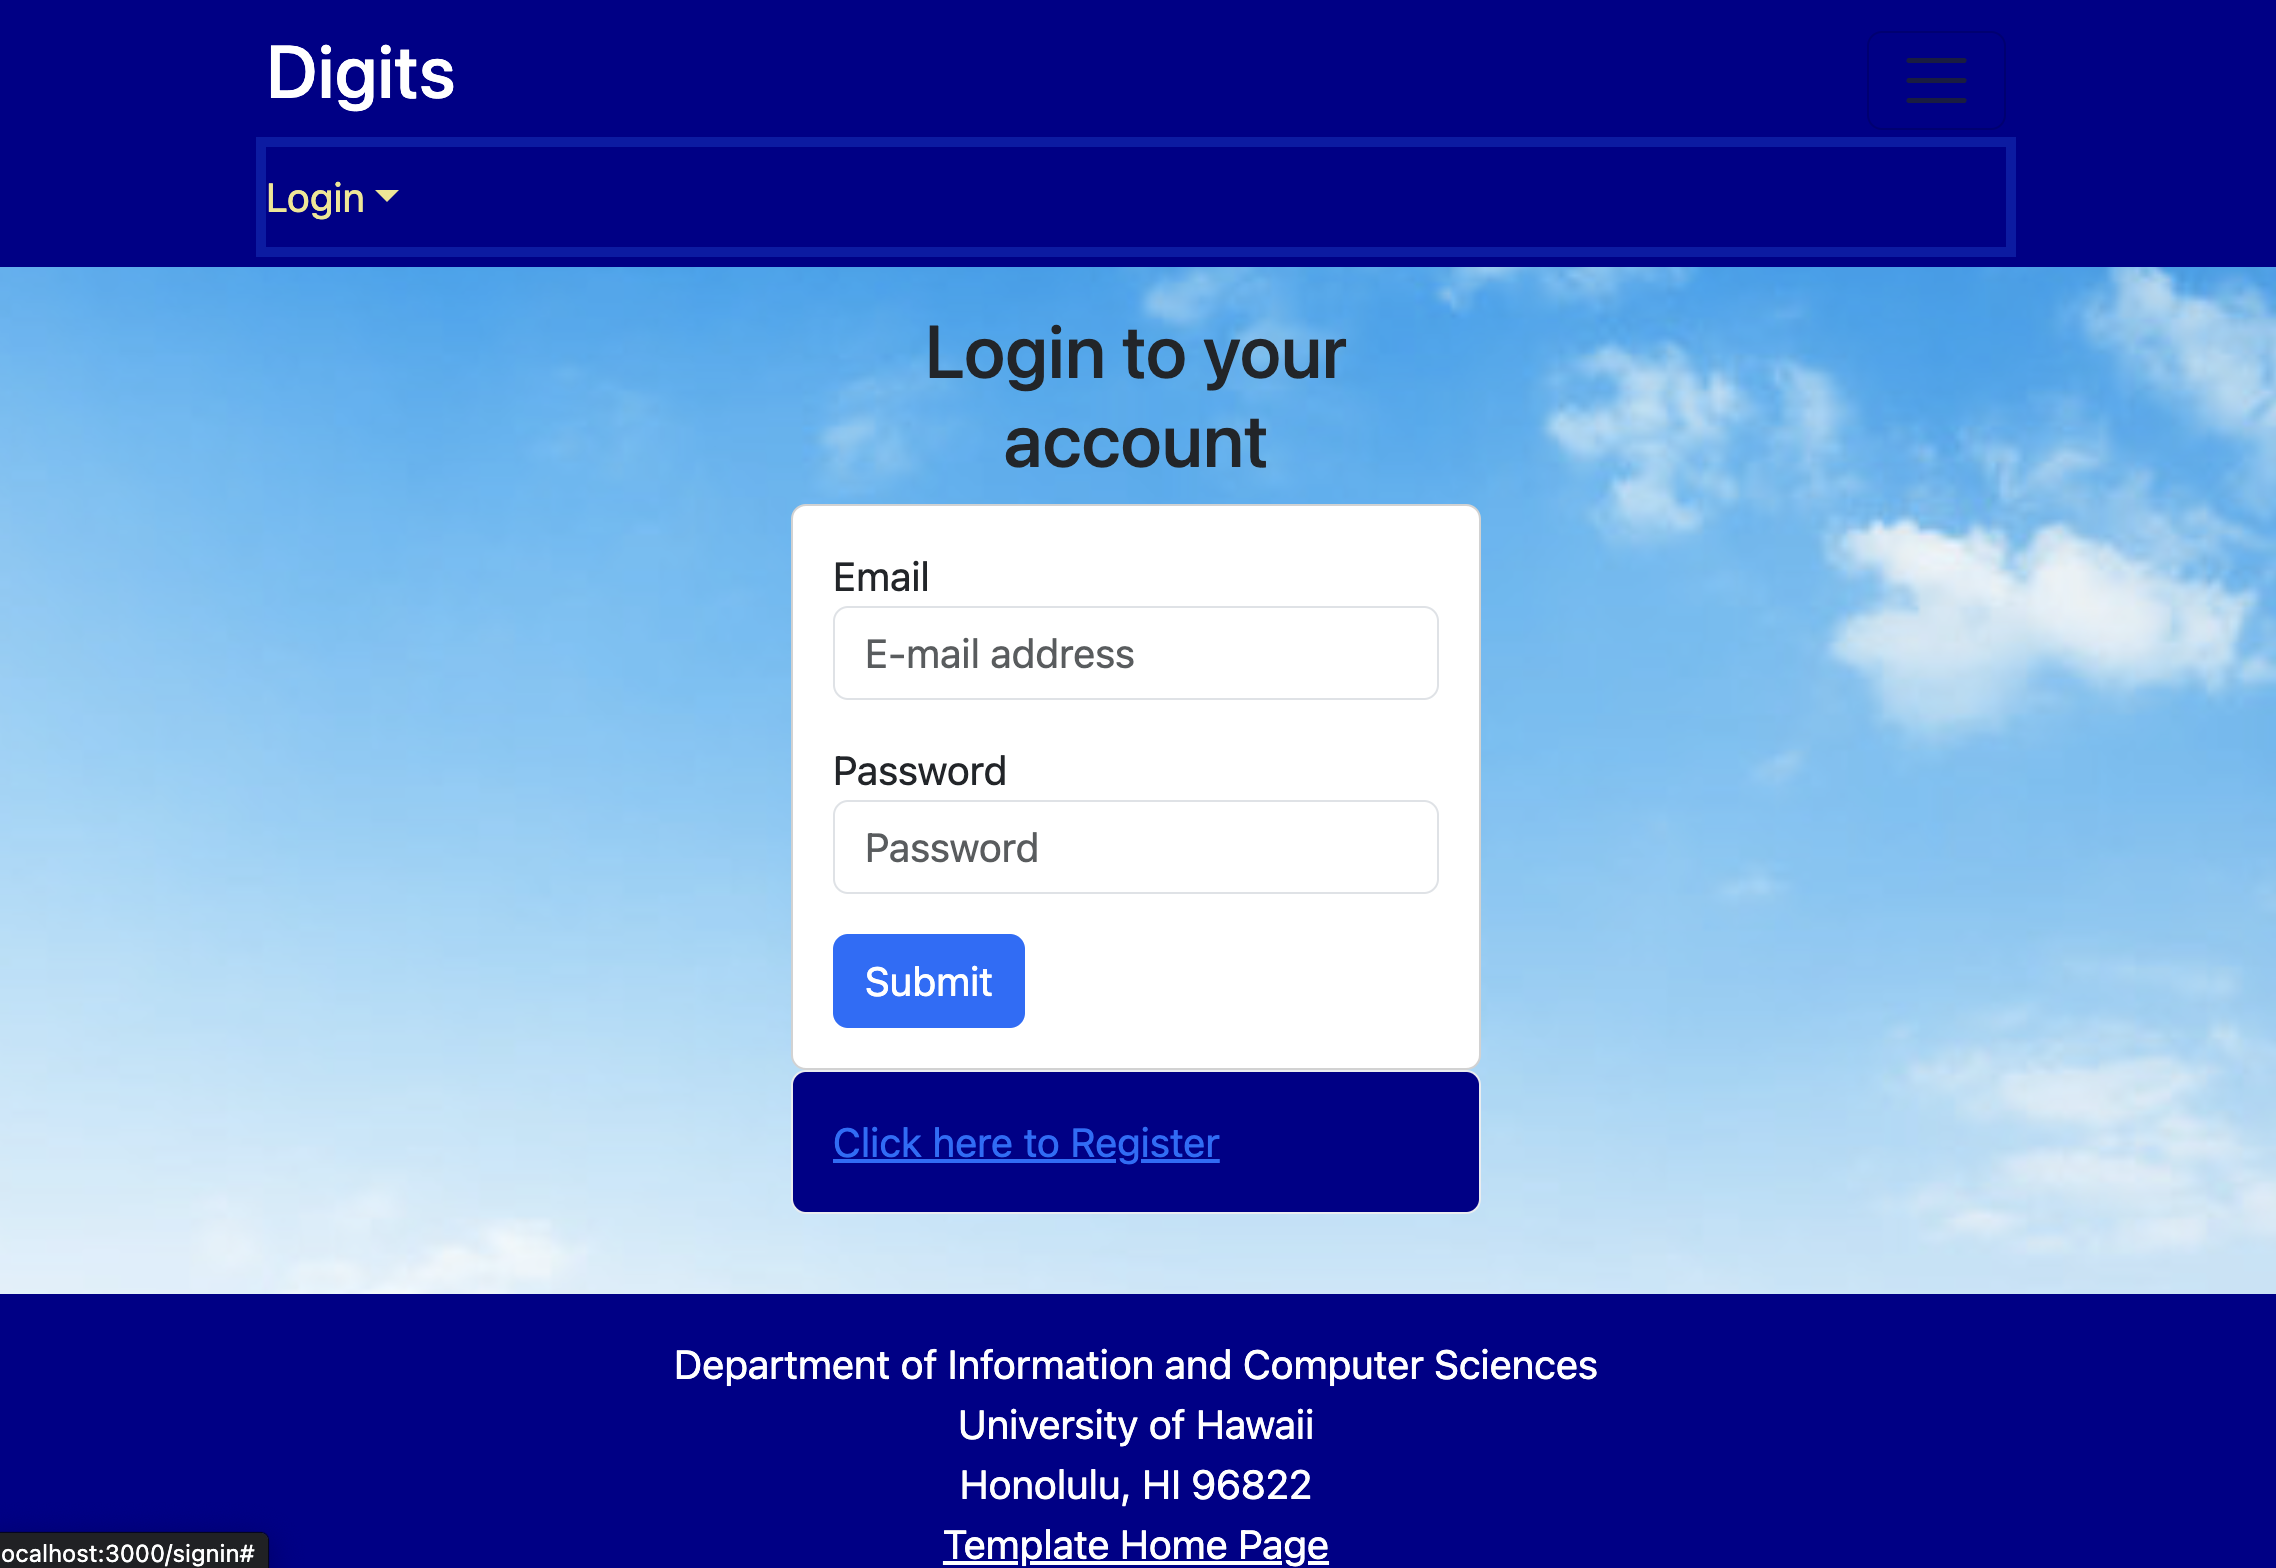 Digits
Login
Login to your
account
Email
E-mail address
Password
Password
Submit
Click here to Register
Department of Information and Computer Sciences
University of Hawaii
Honolulu, HI 96822
Template Home Page
ocalhost:3000/signin#